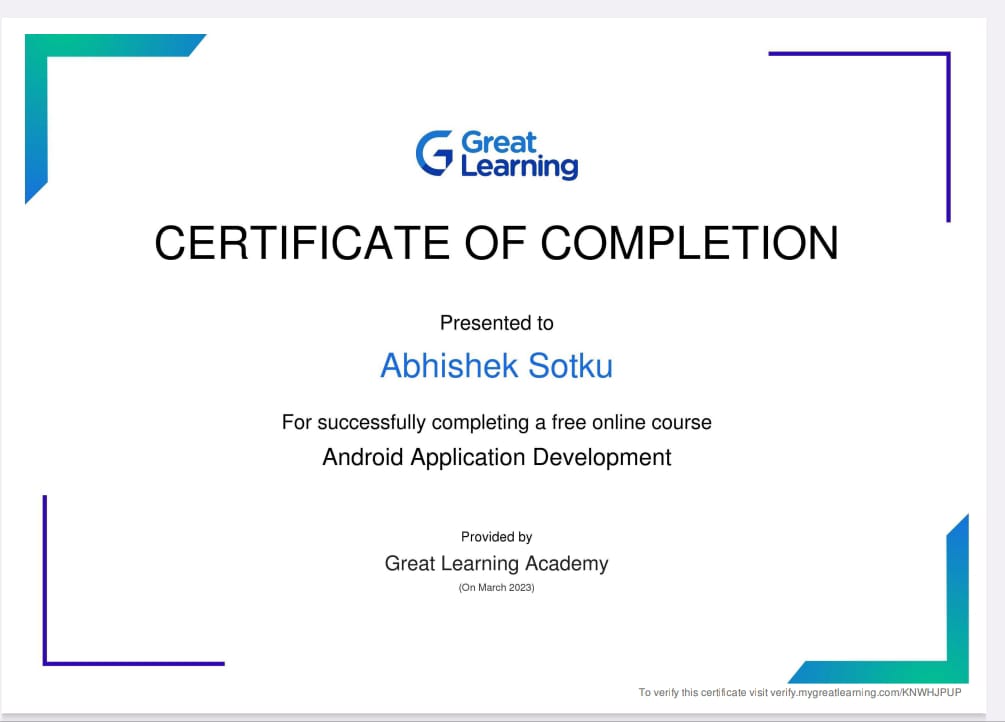 Great
Learning
CERTIFICATE OF COMPLETION
Presented to
Abhishek Sotku
For successfully completing a free online course
Android Application Development
Provided by
Great Learning Academy
(On March 2023)
To verify this certificate visit verify.mygreatlearning.com/KNWHJPUP